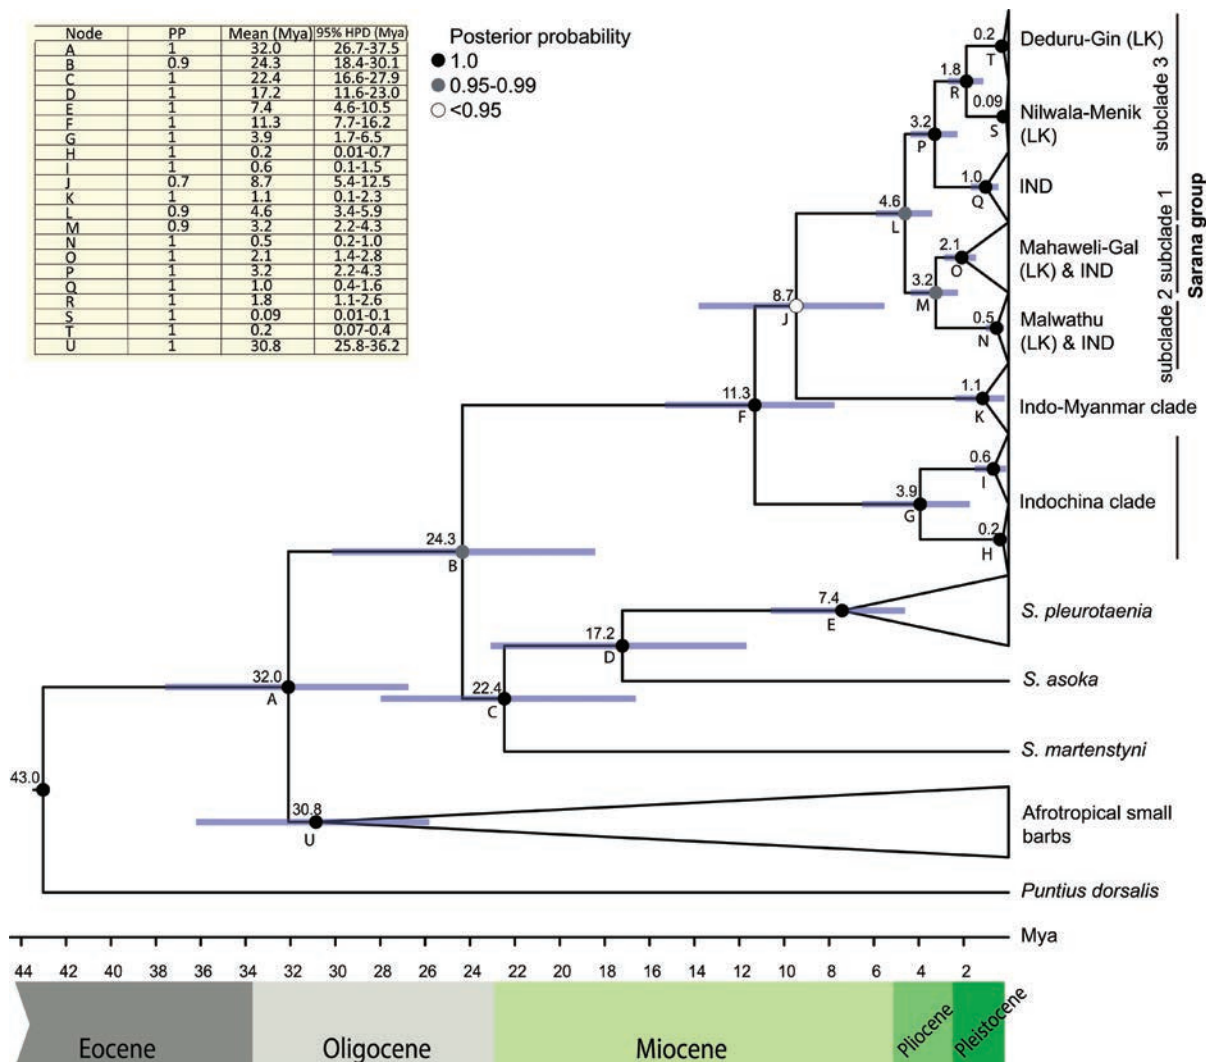 Node PP Mean (Mya) 95% HPD (Mya)
A 1 32.0 26.7-37.5
B 0.9 24.3 18.4-30.1
C 1 22.4 16.6-27.9
D 1 17.2 11.6-23.0
E 1 7.4 4.6-10.5
F 1 11.3 7.7-16.2
G 1 3.9 1.7-6.5
H 1 0.2 0.01-0.7
I 1 0.6 0.1-1.5
J 0.7 8.7 5.4-12.5
K 1 1.1 0.1-2.3
L 0.9 4.6 3.4-5.9
M 0.9 3.2 2.2-4.3
N 1 0.5 0.2-1.0
O 1 2.1 1.4-2.8
P 1 3.2 2.2-4.3
Q 1 1.0 0.4-1.6
R 1 1.8 1.1-2.6
S 1 0.09 0.01-0.1
T 1 0.2 0.07-0.4
U 1 30.8 25.8-36.2
Posterior probability
1.0
0.95-0.99
<0.95
0.2
T
Deduru-Gin (LK)
1.8
R
0.09
S
Nilwala-Menik
(LK)
3.2
P
1.0
Q
IND
4.6
L
2.1
O
Mahaweli-Gal
(LK) & IND
3.2
M
0.5
N
Malwathu
(LK) & IND
subclade 3
subclade 1
subclade 2
Sarana group
8.7
J
1.1
K
Indo-Myanmar clade
11.3
F
0.6
I
3.9
G
Indochina clade
0.2
H
24.3
B
7.4
E
S. pleurotaenia
17.2
D
S. asoka
32.0
A
22.4
C
S. martenstyni
43.0
30.8
U
Afrotropical small
barbs
Puntius dorsalis
Mya
44 42 40 38 36 34 32 30 28 26 24 22 20 18 16 14 12 10 8 6 4 2
Eocene Oligocene Miocene Pliocene Pleistocene